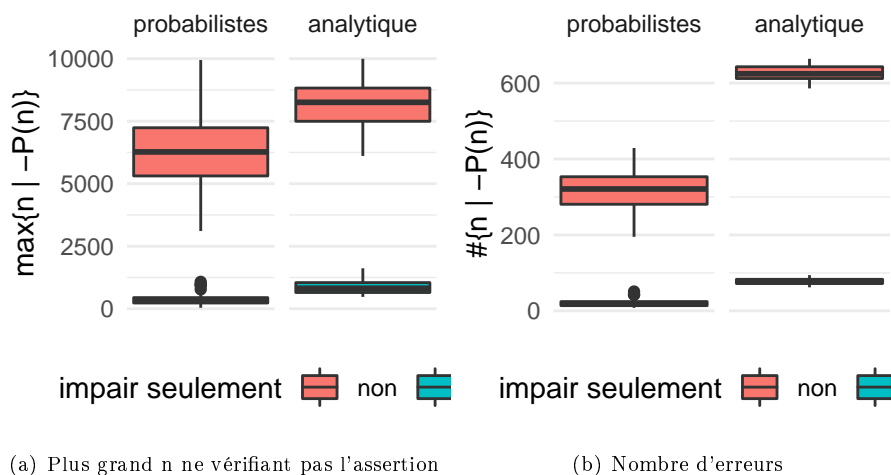 probabilistes analytique
max{n | −P(n)}
10000
7500
5000
2500
0
impair seulement non
(a) Plus grand n ne vérifiant pas l'assertion
probabilistes analytique
#{n | −P(n)}
600
400
200
0
impair seulement non
(b) Nombre d'erreurs